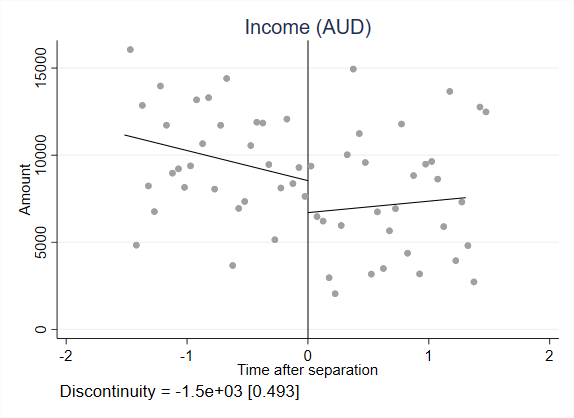 Income (AUD)
Amount
15000
10000
5000
0
-2
-1
0
1
2
Time after separation
Discontinuity = -1.5e+03 [0.493]